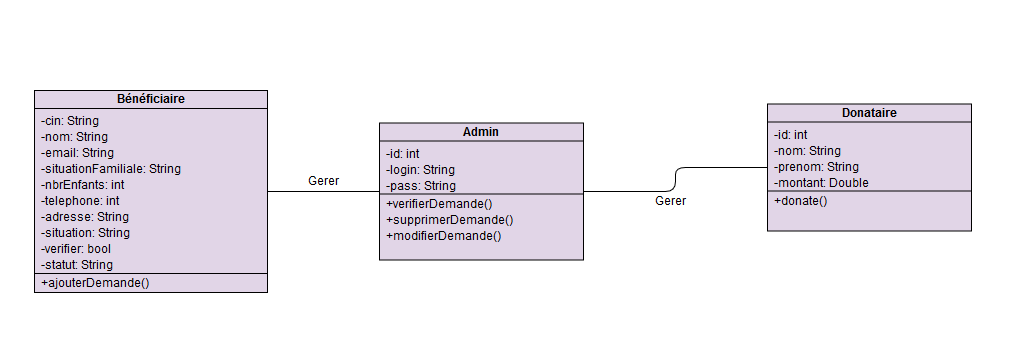 Bénéficiaire
-cin: String
-nom: String
-email: String
-situationFamiliale: String
-nbrEnfants: int
-telephone: int
-adresse: String
-situation: String
-verifier: bool
-statut: String
+ajouterDemande()
Gerer
Admin
-id: int
-login: String
-pass: String
+verifierDemande()
+supprimerDemande()
+modifierDemande()
Gerer
Donataire
-id: int
-nom: String
-prenom: String
-montant: Double
+donate()